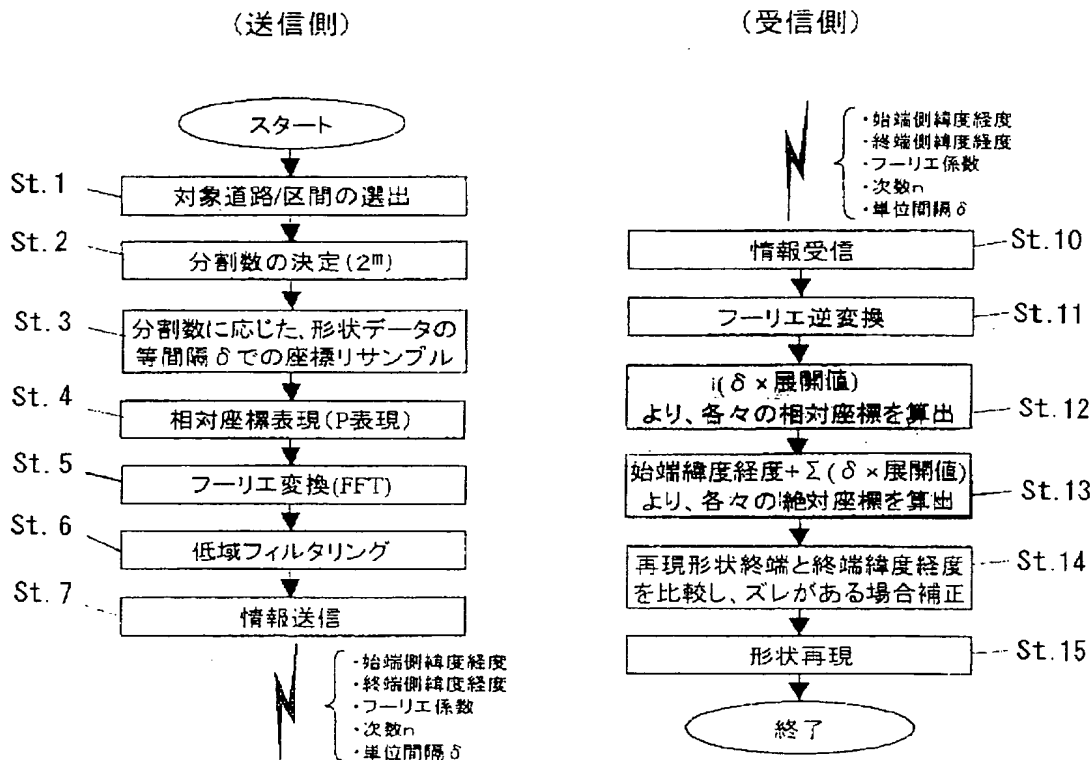 (送信側)
スタート
St.1
対象道路/区間の選出
St.2
分割数の決定(2ᵐ)
St.3
分割数に応じた、形状データの
等間隔δでの座標リサンプル
St.4
相対座標表現(P表現)
St.5
フーリエ変換(FFT)
St.6
低域フィルタリング
St.7
情報送信
・始端側緯度経度
・終端側緯度経度
・フーリエ係数
・次数n
・単位間隔δ
(受信側)
・始端側緯度経度
・終端側緯度経度
・フーリエ係数
・次数n
・単位間隔δ
情報受信
St.10
フーリエ逆変換
St.11
i(δ×展開値)
より、各々の相対座標を算出
St.12
始端緯度経度+Σ(δ×展開値)
より、各々の絶対座標を算出
St.13
再現形状終端と終端緯度経度
を比較し、ズレがある場合補正
St.14
形状再現
St.15
終了